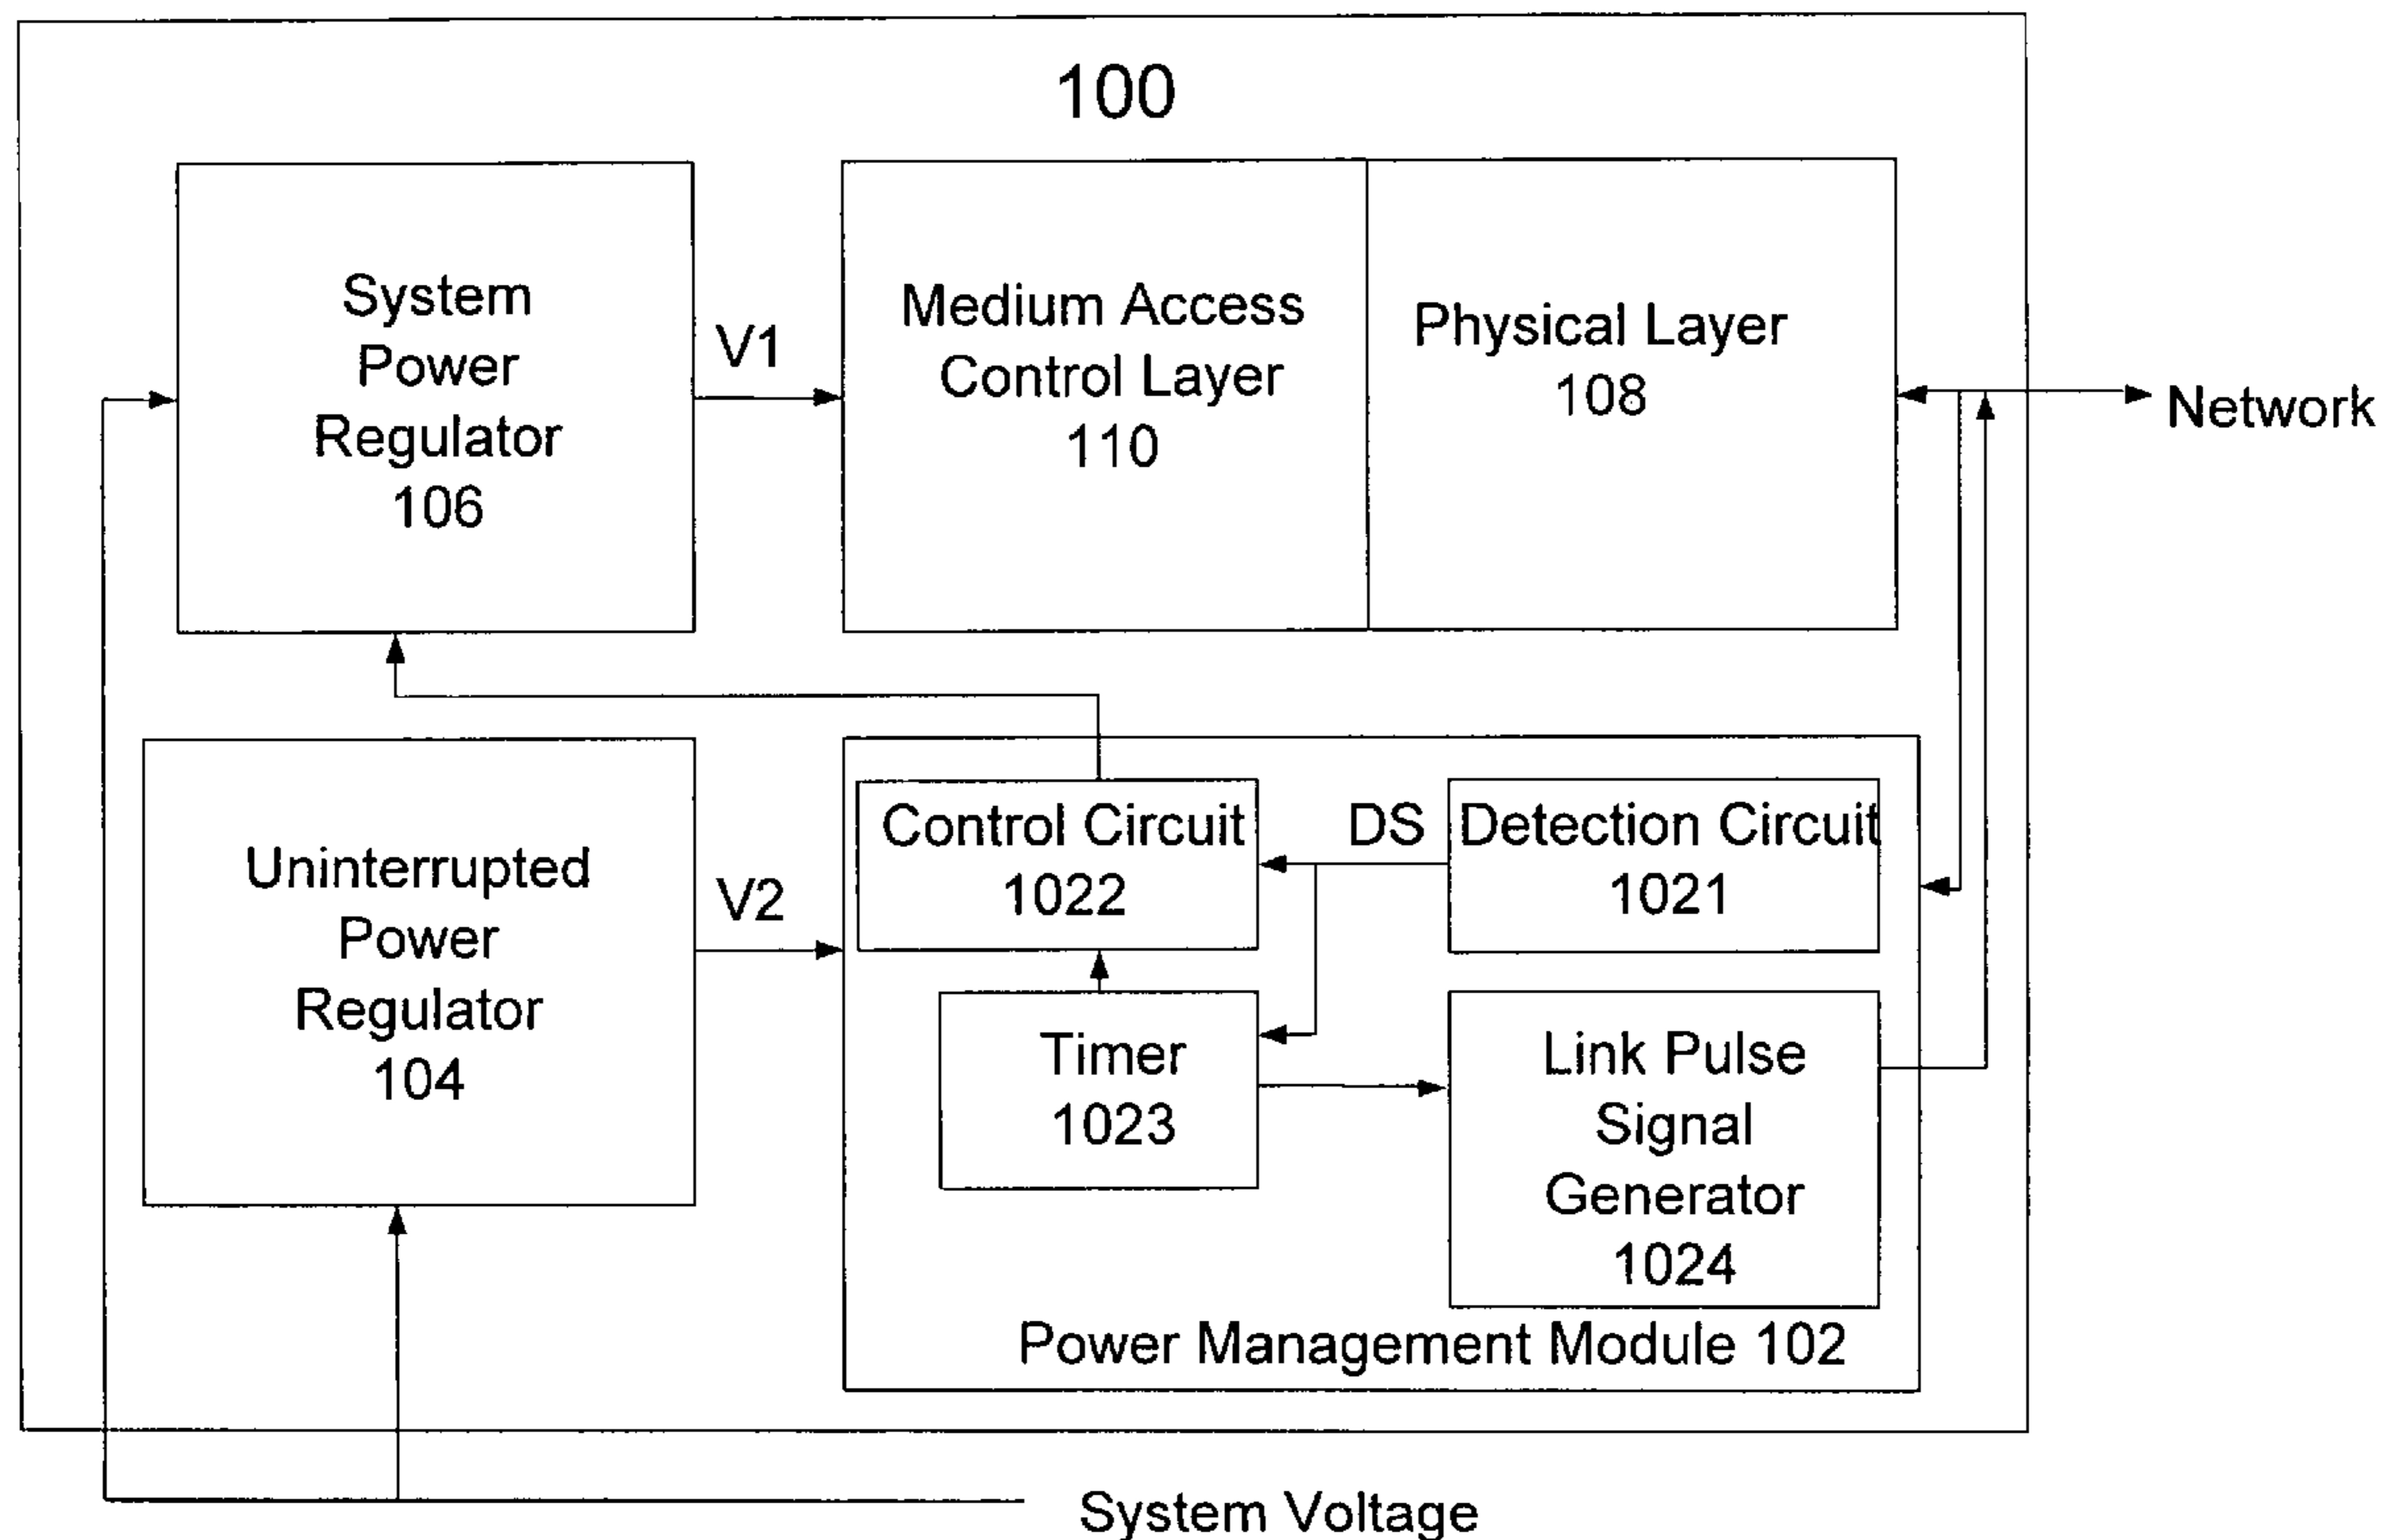 100
System
Power
Regulator
106
V1
Medium Access
Control Layer
110
Physical Layer
108
Network
Uninterrupted
Power
Regulator
104
V2
Control Circuit
1022
DS
Detection Circuit
1021
Timer
1023
Link Pulse
Signal
Generator
1024
Power Management Module 102
System Voltage